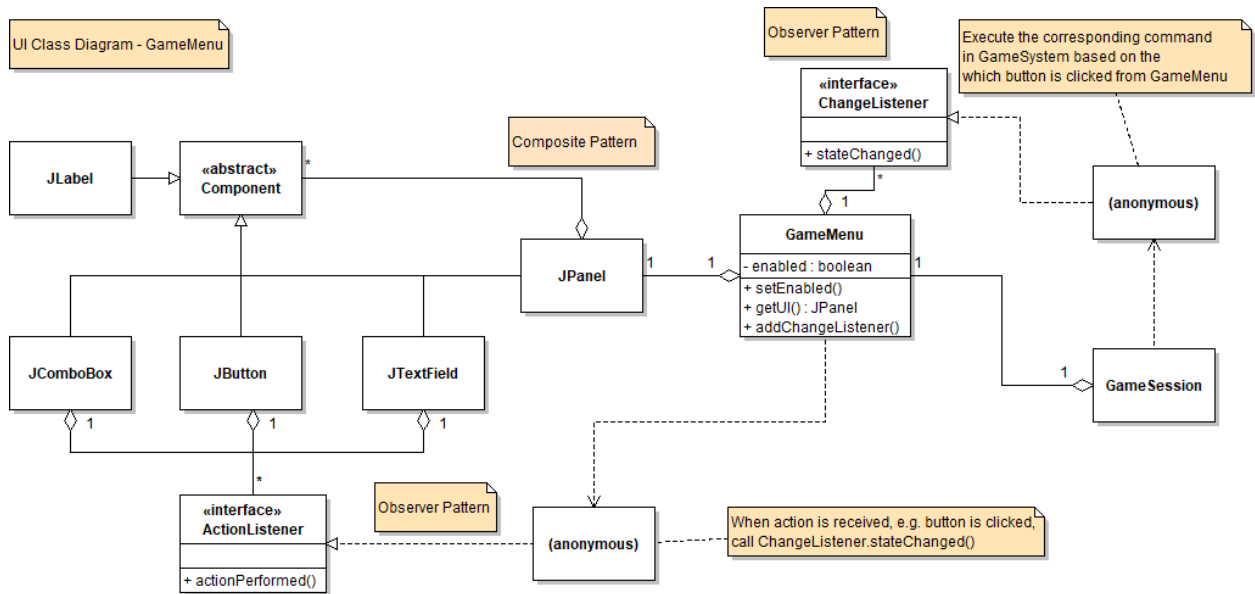 UI Class Diagram - GameMenu
Observer Pattern
Execute the corresponding command
in GameSystem based on the
which button is clicked from GameMenu
«interface»
ChangeListener
+ stateChanged()
*
1
Composite Pattern
JLabel
«abstract»
Component
*
(anonymous)
GameMenu
- enabled : boolean
+ setEnabled()
+ getUI() : JPanel
+ addChangeListener()
JPanel
1
1
1
JComboBox
JButton
JTextField
1
GameSession
1
1
1
*
«interface»
ActionListener
+ actionPerformed()
Observer Pattern
(anonymous)
When action is received, e.g. button is clicked,
call ChangeListener.stateChanged()